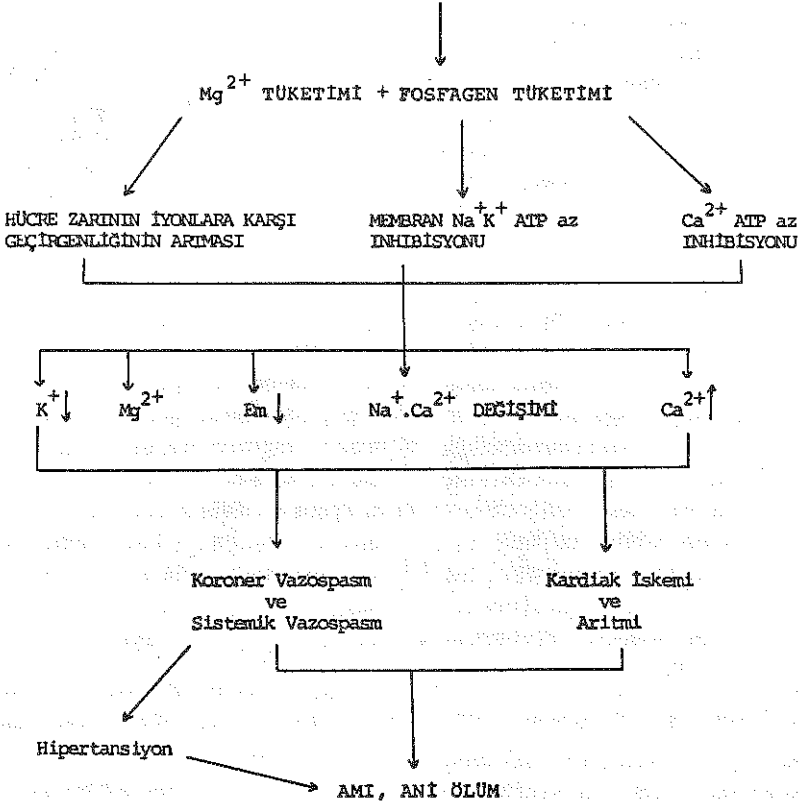 Mg2+ TÜKETİMİ + FOSFAGEN TÜKETİMİ
HÜCRE ZARININ İYONLARA KARŞI
GEÇİRGENLİĞİNİN ARTMASI
MEMBRAN Na+K+ ATP az
INHIBİSYONU
Ca2+ ATP az
INHİBİSYONU
K+↓ Mg2+ Em↓ Na+.Ca2+ DEĞİŞİMİ Ca2+↑
Koroner Vazospasm
ve
Sistemik Vazospasm
Kardiak İskemi
ve
Aritmi
Hipertansiyon
AMI, ANİ ÖLÜM